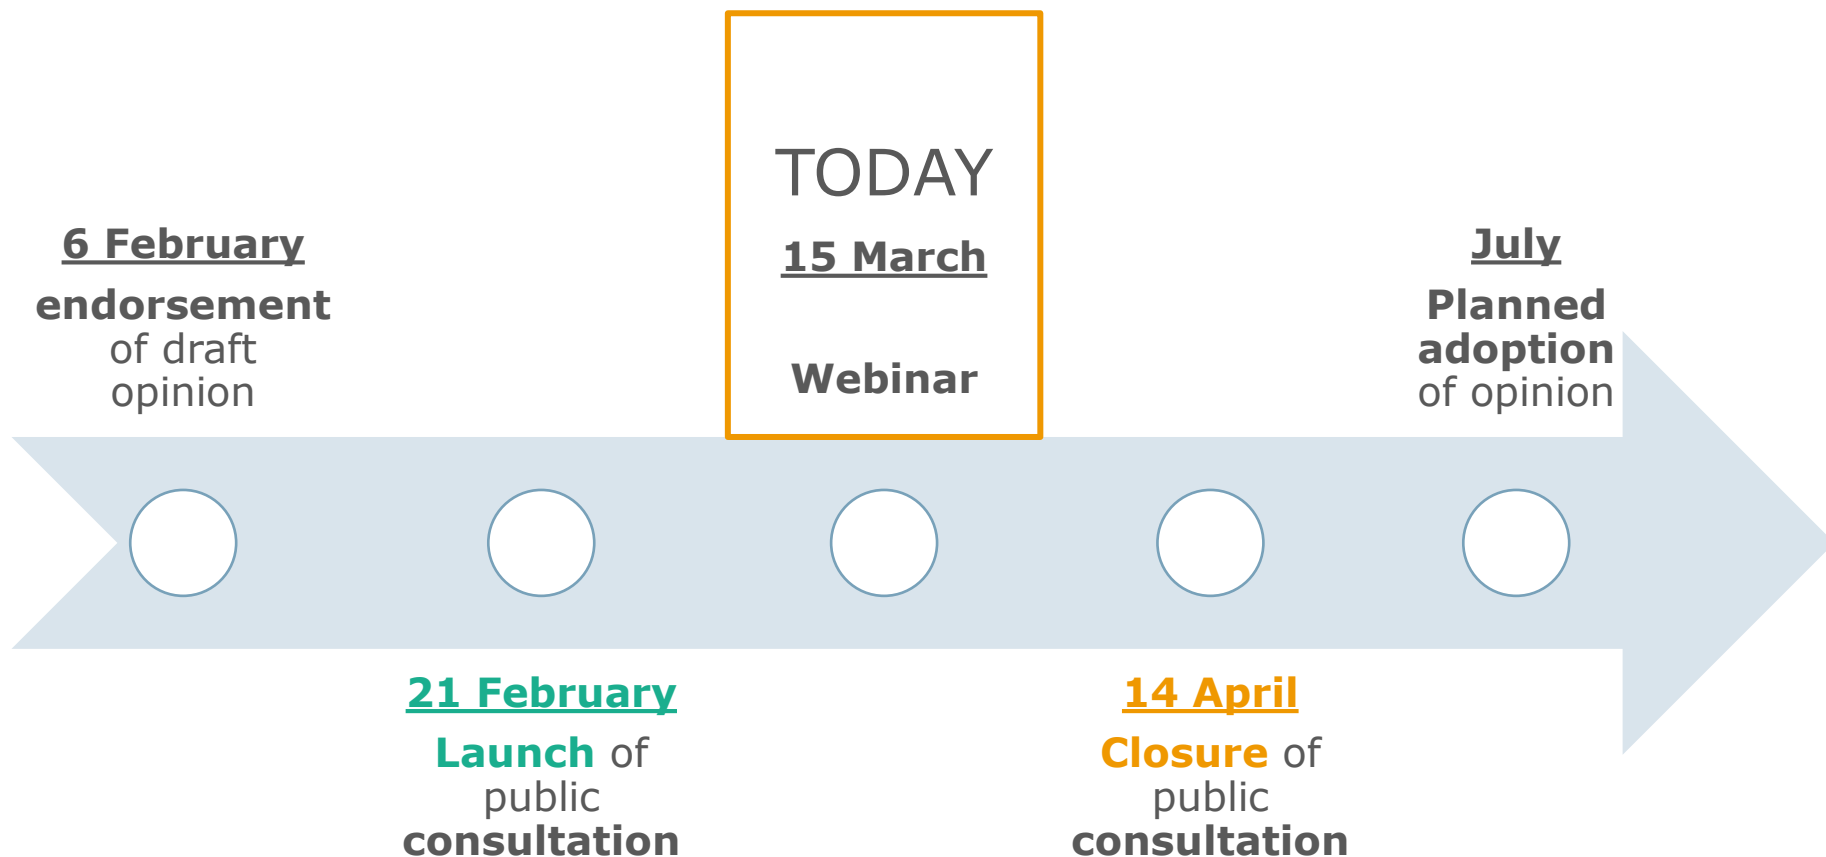 6 February
endorsement
of draft
opinion
21 February
Launch of
public
consultation
TODAY
15 March
Webinar
14 April
Closure of
public
consultation
July
Planned
adoption
of opinion